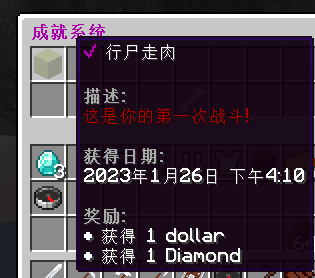 成就系统
✓ 行尸走肉
描述:
这是你的第一次战斗!
获得日期:
2023年1月26日 下午4:10
奖励:
• 获得 1 dollar
• 获得 1 Diamond
3